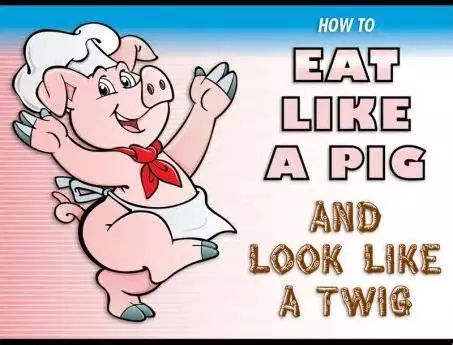 HOW TO
EAT
LIKE
A PIG
AND
LOOK LIKE
A TWIG